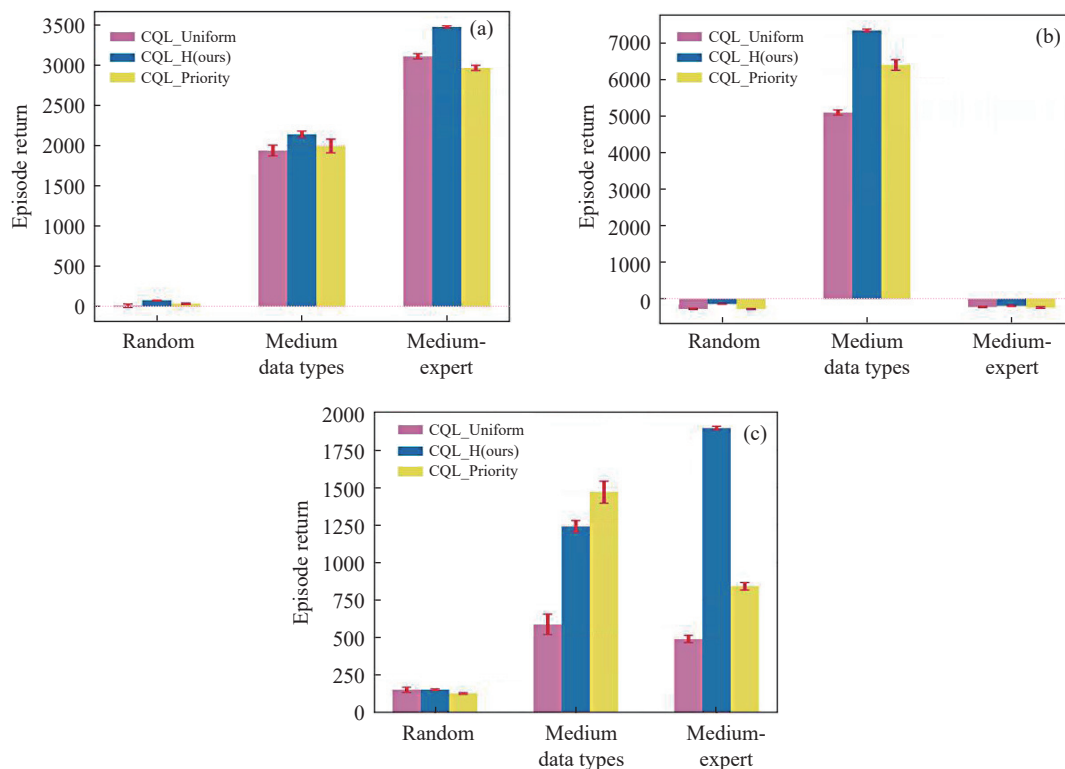 (a)
CQL_Uniform
CQL_H(ours)
CQL_Priority
Episode return
3500
3000
2500
2000
1500
1000
500
0
Random
Medium
data types
Medium-
expert
(b)
CQL_Uniform
CQL_H(ours)
CQL_Priority
Episode return
7000
6000
5000
4000
3000
2000
1000
0
Random
Medium
data types
Medium-
expert
(c)
CQL_Uniform
CQL_H(ours)
CQL_Priority
Episode return
2000
1750
1500
1250
1000
750
500
250
0
Random
Medium
data types
Medium-
expert